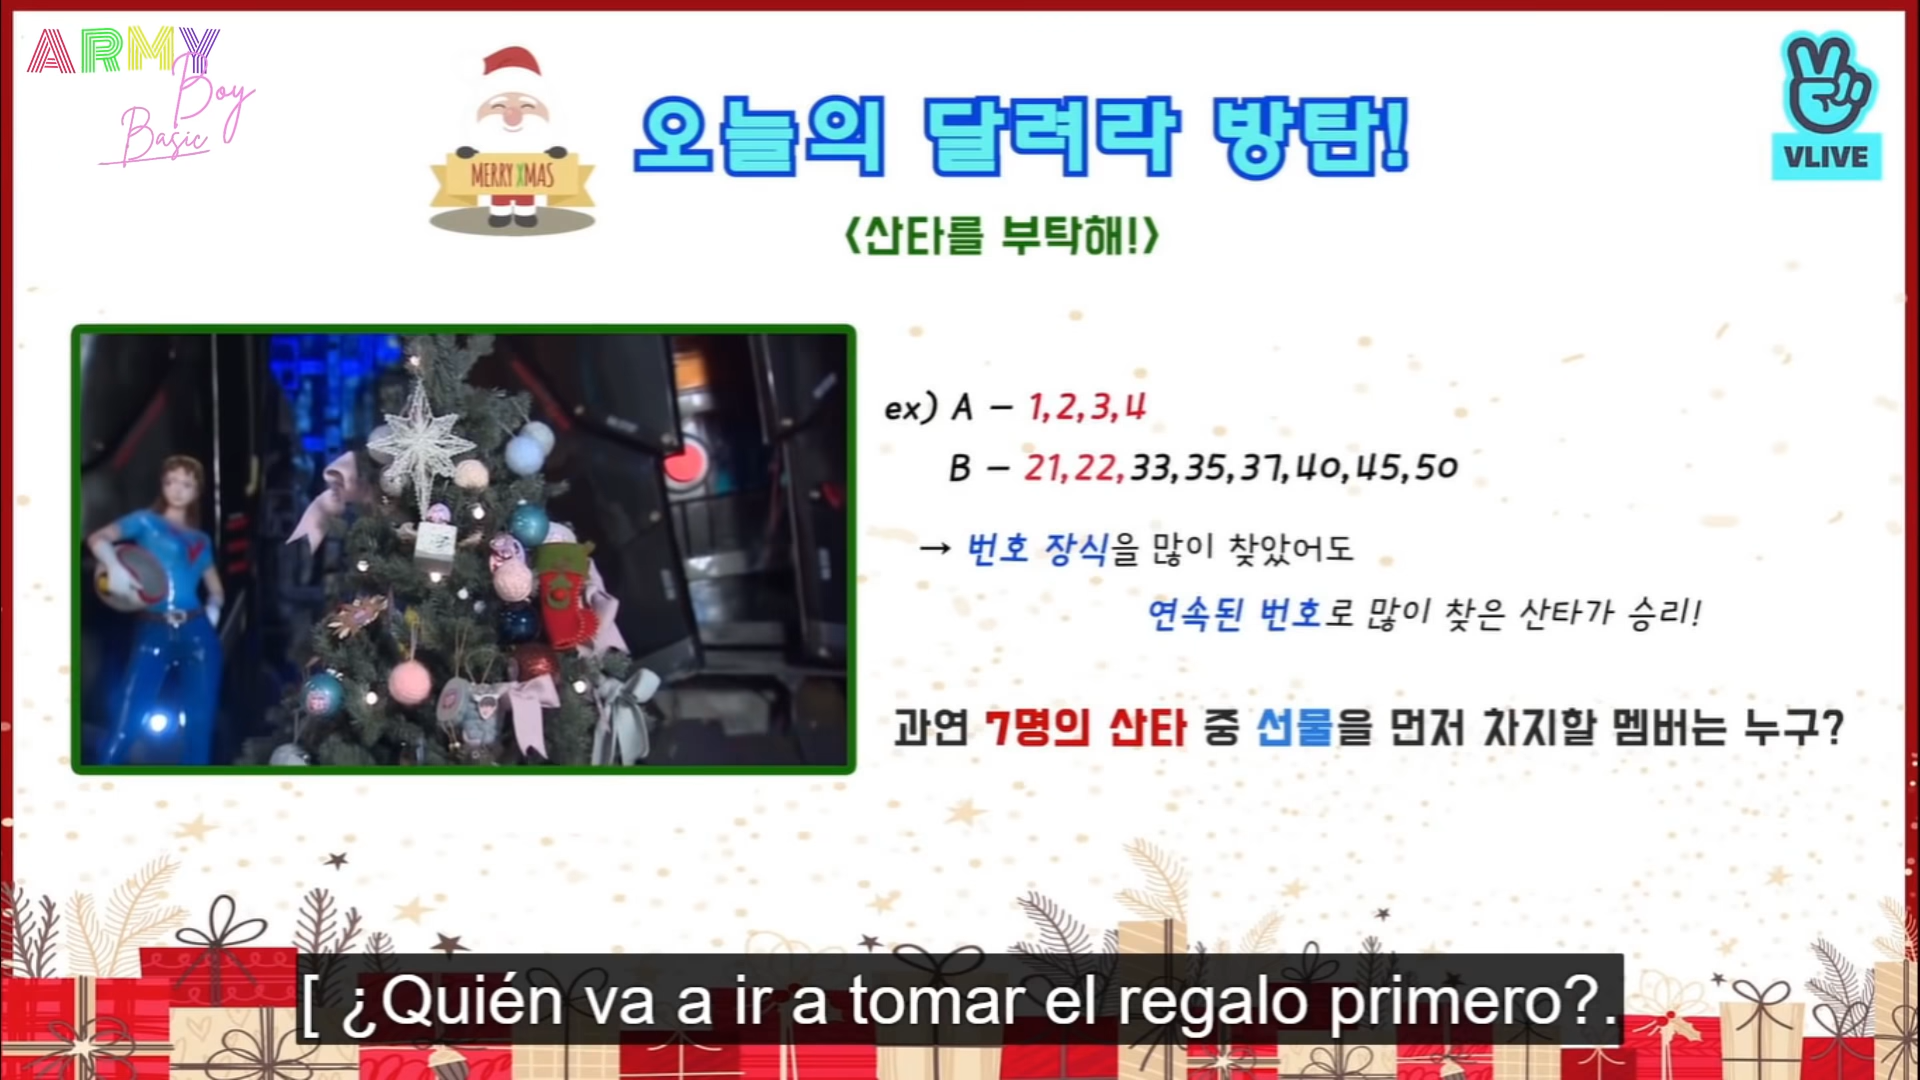 ARMY
Boy
Basic
MERRY XMAS
오늘의 달려라 방탄!
VLIVE
<산타를 부탁해!>
ex) A - 1,2,3,4
B - 21,22,33,35,37,40,45,50
→ 번호 장식을 많이 찾았어도
연속된 번호로 많이 찾은 산타가 승리!
과연 7명의 산타 중 선물을 먼저 차지할 멤버는 누구?
[ ¿Quién va a ir a tomar el regalo primero?.